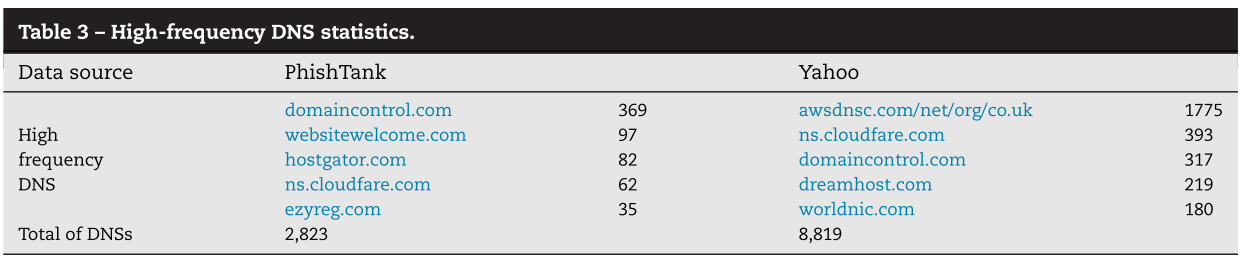 Table 3 – High-frequency DNS statistics.
Data source PhishTank Yahoo
domaincontrol.com 369 awsdnsc.com/net/org/co.uk 1775
High websitewelcome.com 97 ns.cloudfare.com 393
frequency hostgator.com 82 domaincontrol.com 317
DNS ns.cloudfare.com 62 dreamhost.com 219
ezyreg.com 35 worldnic.com 180
Total of DNSs 2,823 8,819